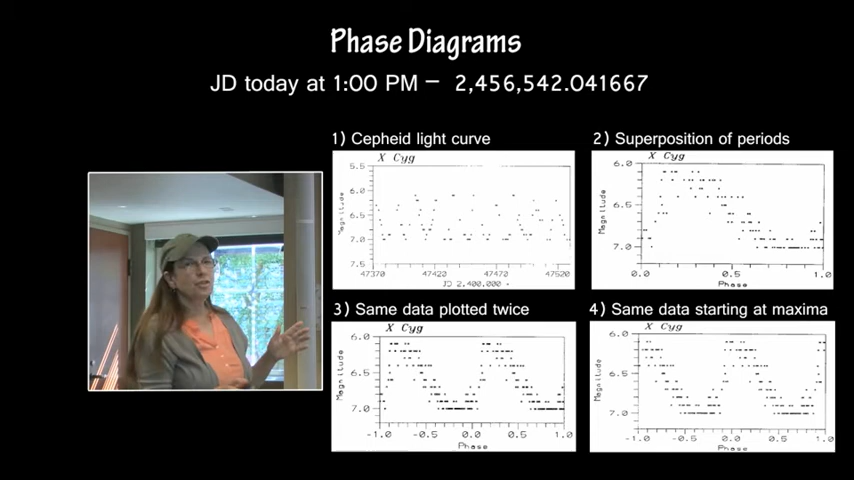 Phase Diagrams
JD today at 1:00 PM – 2,456,542.041667
1) Cepheid light curve
X Cyg
5.5
6.0
6.5
7.0
7.5
Magnitude
47370
47420
47470
47520
JD 2,400,000 +
2) Superposition of periods
X Cyg
6.0
6.5
7.0
Magnitude
0.0
0.5
1.0
Phase
3) Same data plotted twice
X Cyg
6.0
6.5
7.0
Magnitude
-1.0
-0.5
0.0
0.5
1.0
Phase
4) Same data starting at maxima
X Cyg
6.0
6.5
7.0
Magnitude
-1.0
-0.5
0.0
0.5
1.0
Phase